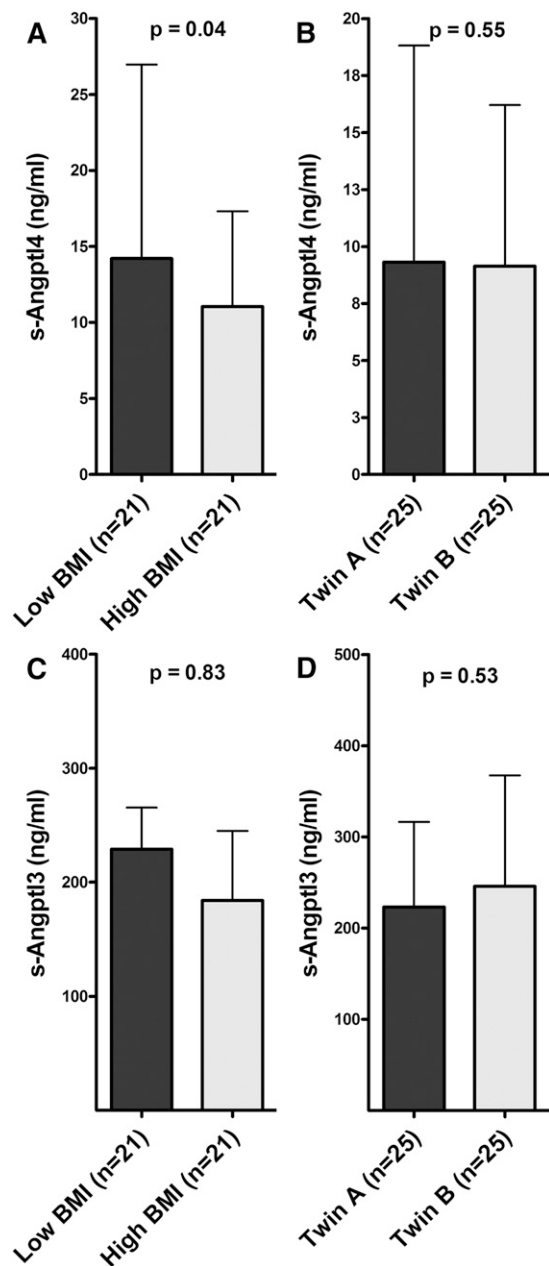 A
p = 0.04
s-Angptl4 (ng/ml)
30
25
20
15
10
5
0
Low BMI (n=21)
High BMI (n=21)
B
p = 0.55
s-Angptl4 (ng/ml)
20
18
15
13
10
8
5
3
0
Twin A (n=25)
Twin B (n=25)
C
p = 0.83
s-Angptl3 (ng/ml)
400
300
200
100
Low BMI (n=21)
High BMI (n=21)
D
p = 0.53
s-Angptl3 (ng/ml)
500
400
300
200
100
Twin A (n=25)
Twin B (n=25)